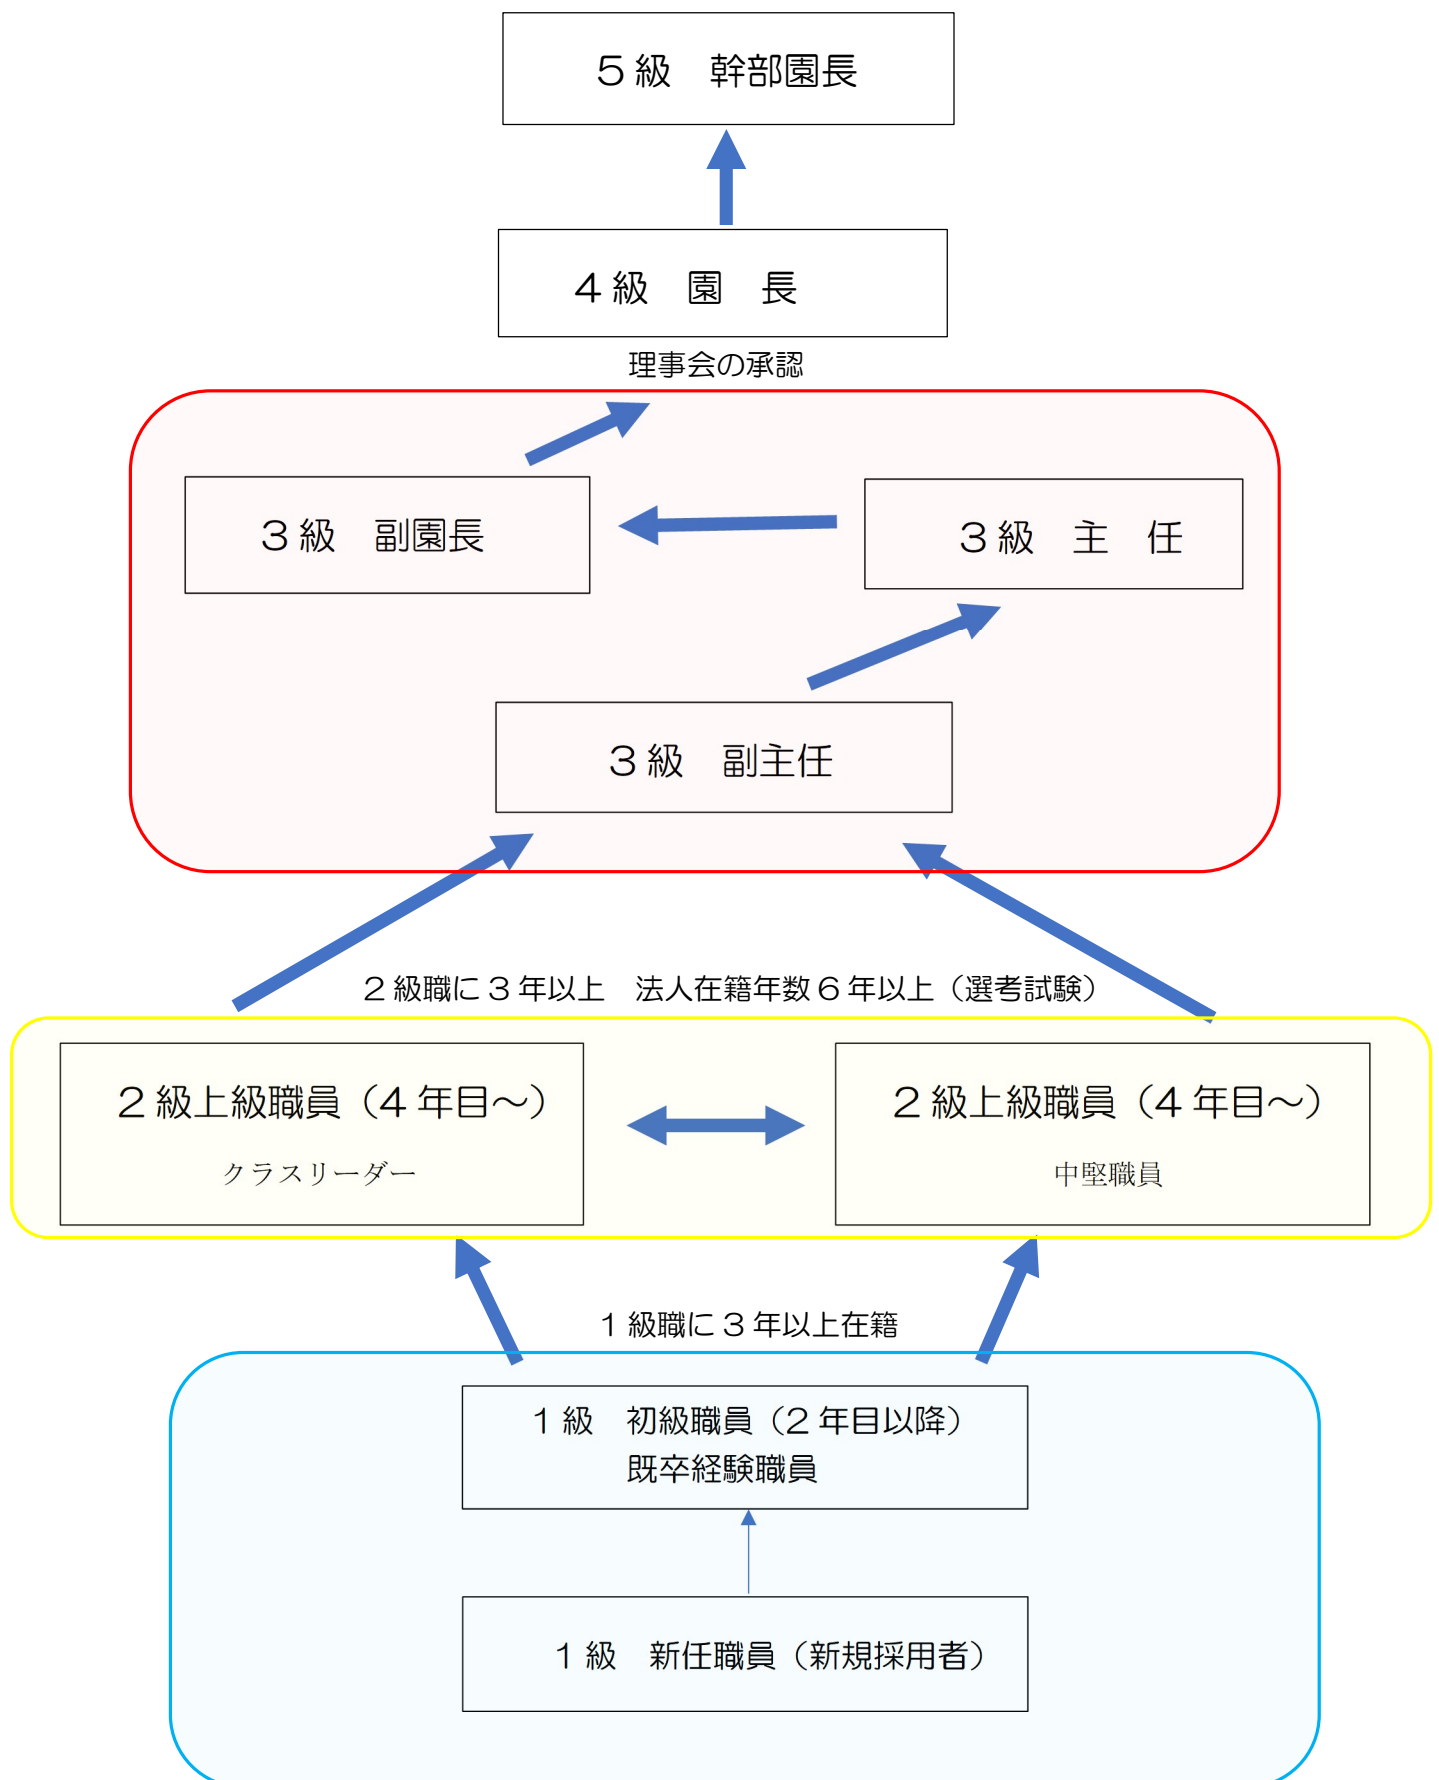 5級　幹部園長
4級　園　長
理事会の承認
3級　副園長
3級　主　任
3級　副主任
2級職に3年以上　法人在籍年数6年以上（選考試験）
2級上級職員（4年目～）
クラスリーダー
2級上級職員（4年目～）
中堅職員
1級職に3年以上在籍
1級　初級職員（2年目以降）
既卒経験職員
1級　新任職員（新規採用者）